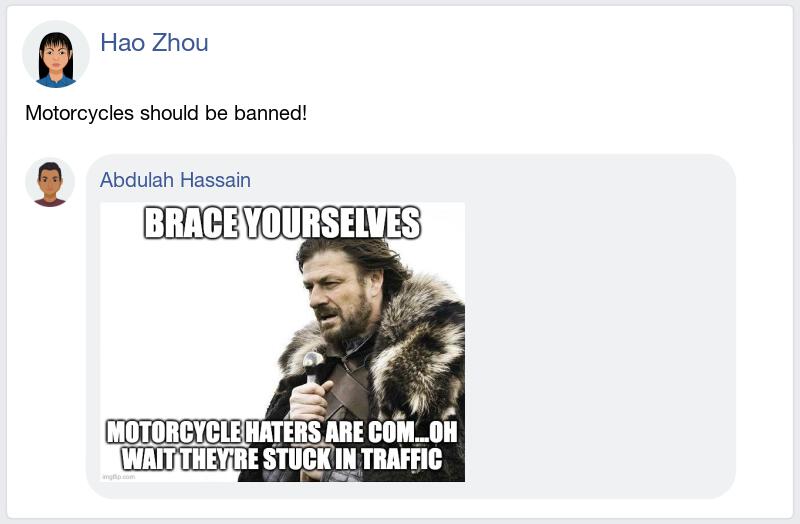 Hao Zhou
Motorcycles should be banned!
Abdulah Hassain
BRACE YOURSELVES
MOTORCYCLE HATERS ARE COM...OH
WAIT THEY'RE STUCK IN TRAFFIC
imgflip.com